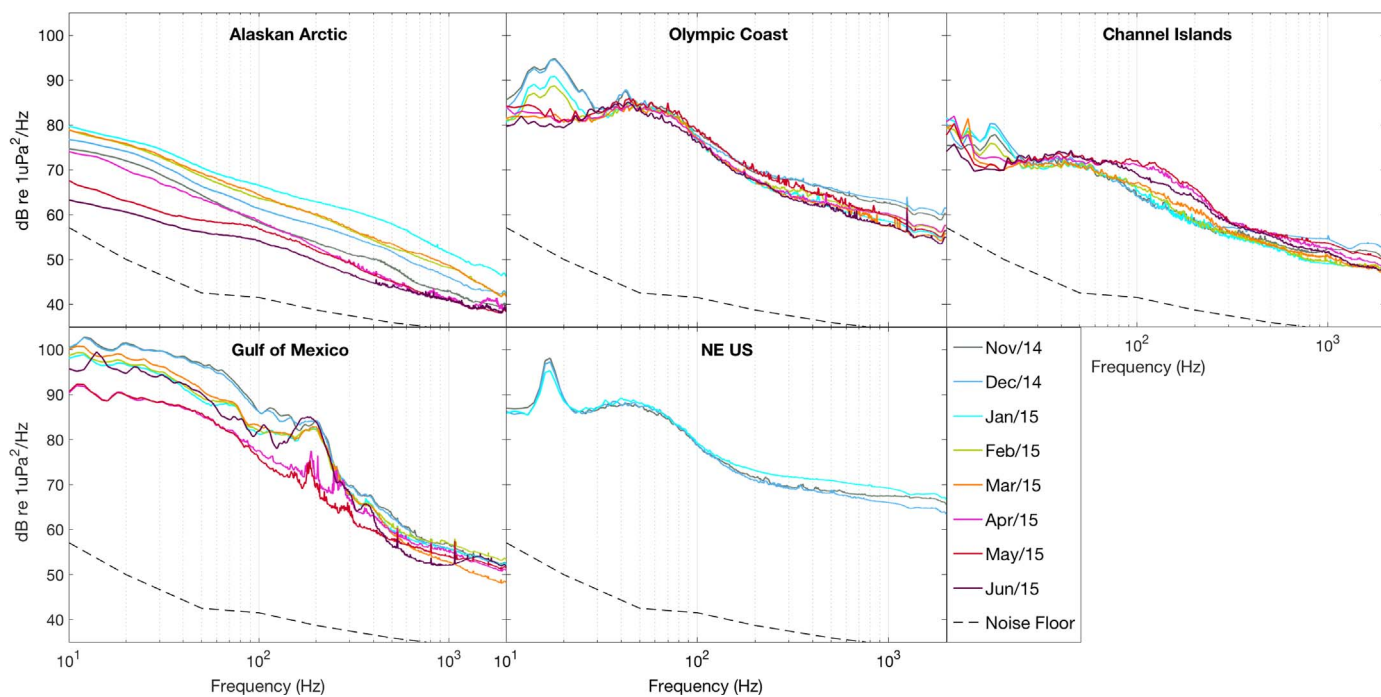 Alaskan Arctic
Olympic Coast
Channel Islands
100
90
80
70
60
50
40
dB re 1uPa²/Hz
Gulf of Mexico
NE US
100
90
80
70
60
50
40
dB re 1uPa²/Hz
Nov/14
Dec/14
Jan/15
Feb/15
Mar/15
Apr/15
May/15
Jun/15
Noise Floor
Frequency (Hz)
10² 10³
10¹ 10² 10³
10¹ 10² 10³
Frequency (Hz)
Frequency (Hz)